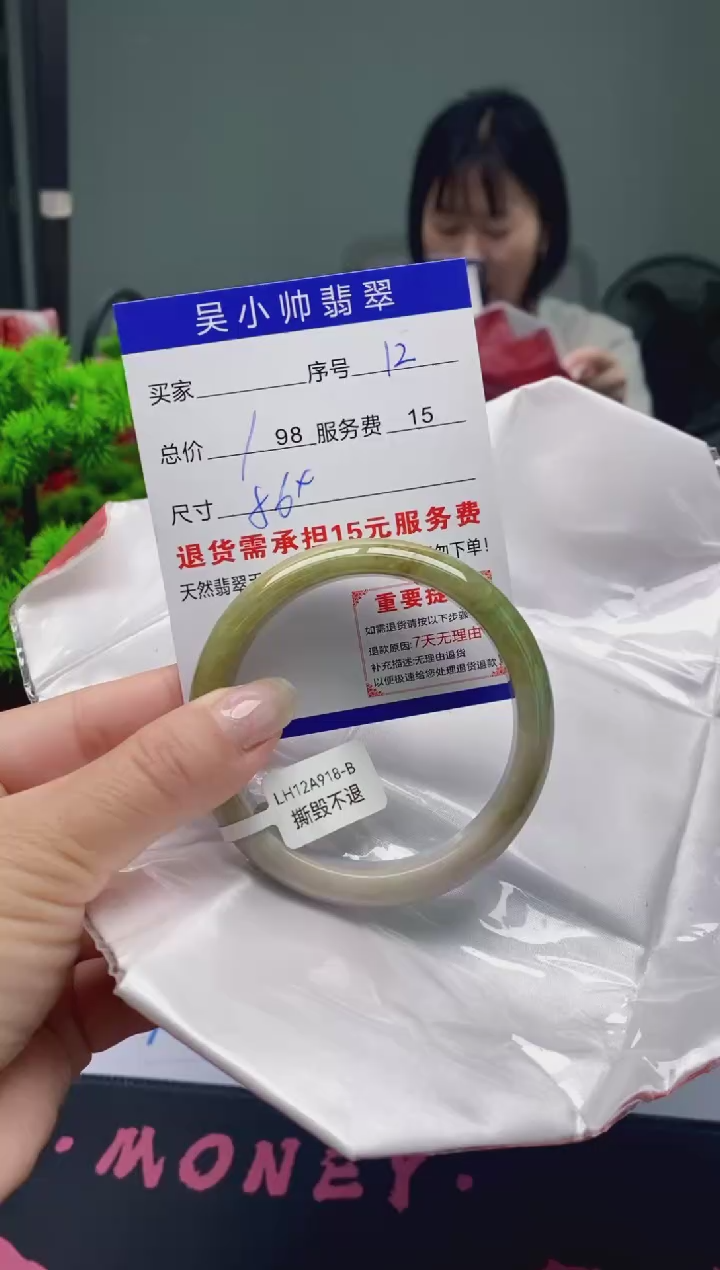 吴小帅翡翠
买家 序号 12
总价 / 98 服务费 15
尺寸
退货需承担15元服务费
天然翡翠 勿下单!
重要提
如需退货请按以下步骤
退款原因:7天无理由
补充描述:无理由退货
以便极速给您处理退货退款
LH12A918-B
撕毁不退
·MONEY·